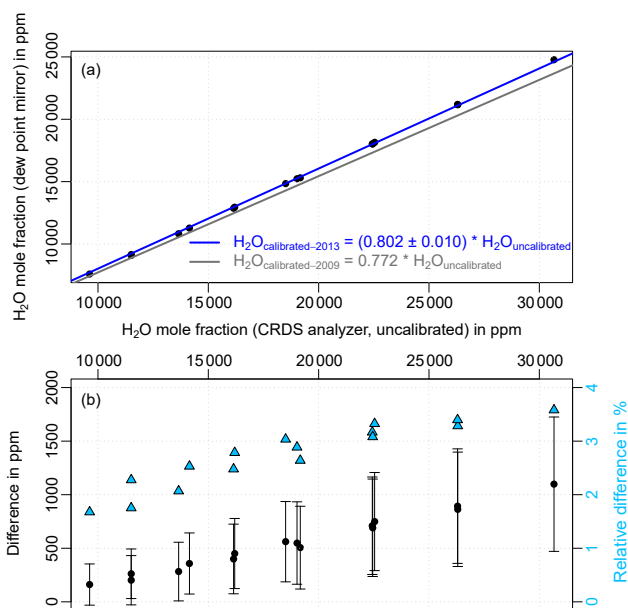 (a)
H₂O mole fraction (dew point mirror) in ppm
25000
20000
15000
10000
H₂Ocalibrated–2013 = (0.802 ± 0.010) * H₂Ouncalibrated
H₂Ocalibrated–2009 = 0.772 * H₂Ouncalibrated
10000 15000 20000 25000 30000
H₂O mole fraction (CRDS analyzer, uncalibrated) in ppm
10000 15000 20000 25000 30000
(b)
Difference in ppm
2000
1500
1000
500
0
4
3
2
1
0
Relative difference in %